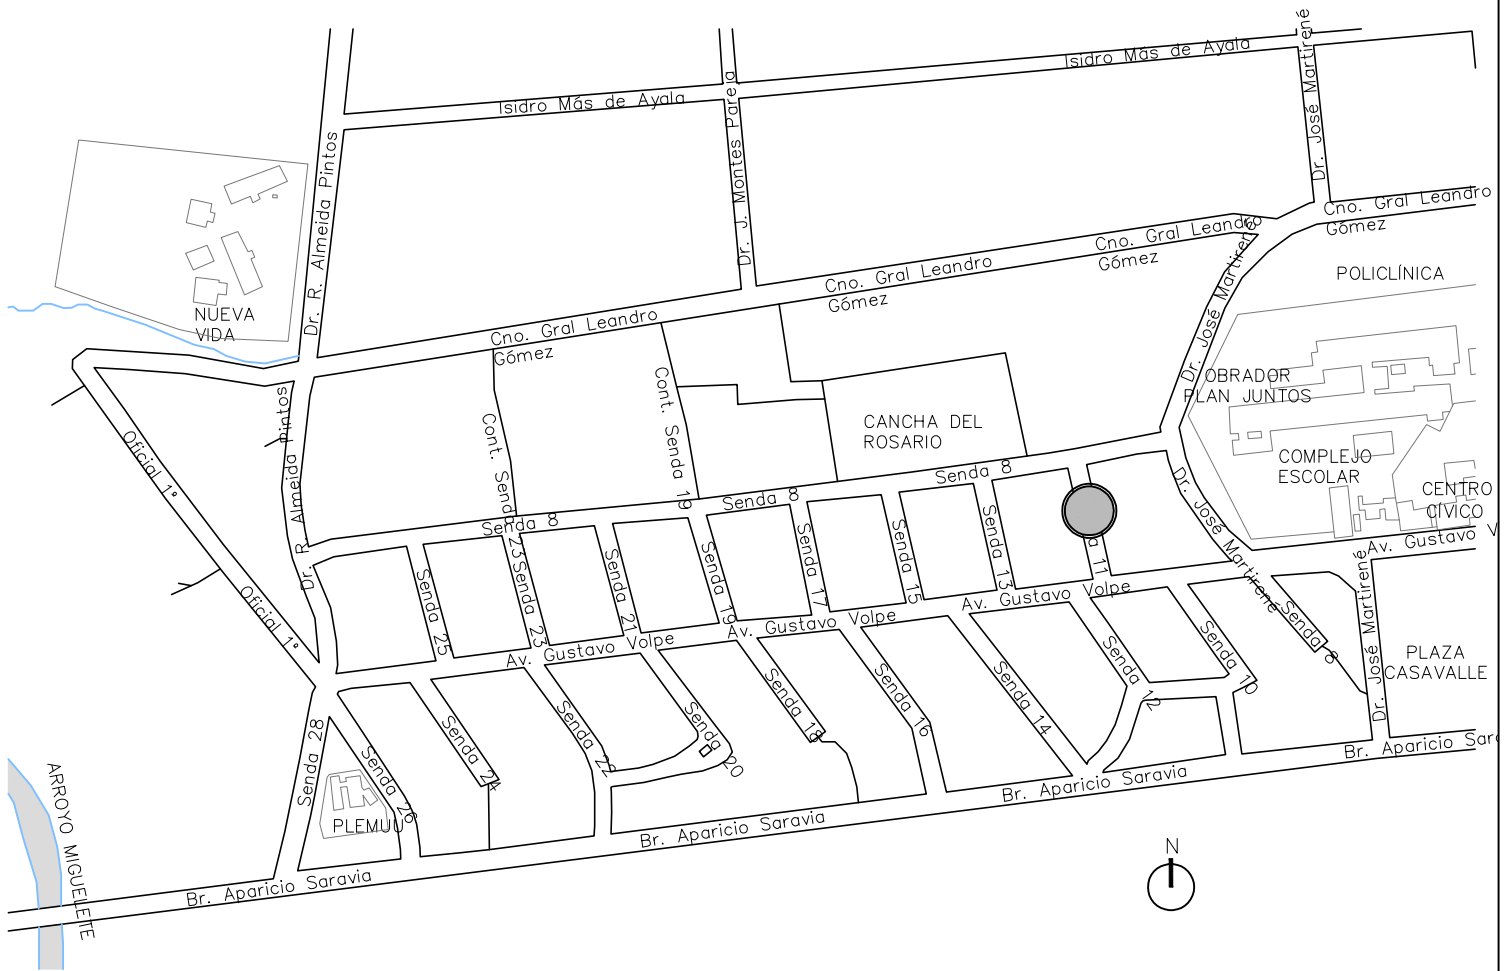 Dr. José Martirené
Isidro Más de Ayala
Isidro Más de Ayala
Dr. R. Almeida Pintos
Dr. J. Montes Pareja
Dr. José Martirené
Cno. Gral Leandro
Gómez
Cno. Gral Leandro
Gómez
Cno. Gral Leandro
Gómez
Cno. Gral Leandro
Gómez
Dr. José Martirené
POLICLÍNICA
NUEVA
VIDA
OBRADOR
PLAN JUNTOS
CANCHA DEL
ROSARIO
COMPLEJO
ESCOLAR
CENTRO
CÍVICO
Cont. Senda 23
Cont. Senda 19
Oficial 1º
Dr. R. Almeida Pintos
Senda 8
Senda 8
Senda 8
Dr. José Martirene
Av. Gustavo V
Senda 25
Senda 23
Senda 21
Senda 19
Senda 17
Senda 15
Senda 13
11
Oficial 1º
Av. Gustavo Volpe
Av. Gustavo Volpe
Av. Gustavo Volpe
Senda 8
Dr. José Martirené
PLAZA
CASAVALLE
Senda 28
Senda 26
Senda 24
Senda 22
Senda 20
Senda 18
Senda 16
Senda 14
Senda 12
Senda 10
PLEMUU
Br. Aparicio Saravia
Br. Aparicio Saravia
Br. Aparicio Saravia
Br. Aparicio Sara
ARROYO MIGUELETE
N